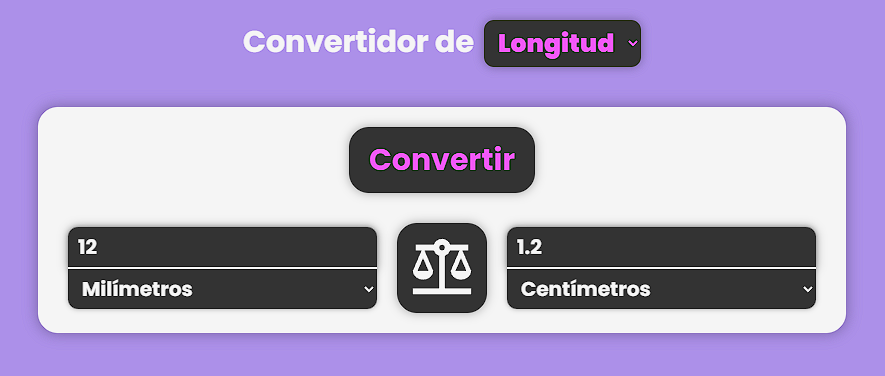 Convertidor de Longitud
Convertir
12
Milímetros
1.2
Centímetros